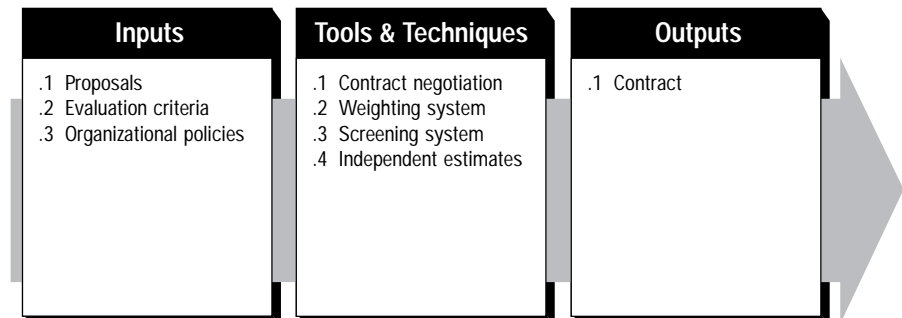 Inputs
.1 Proposals
.2 Evaluation criteria
.3 Organizational policies
Tools & Techniques
.1 Contract negotiation
.2 Weighting system
.3 Screening system
.4 Independent estimates
Outputs
.1 Contract